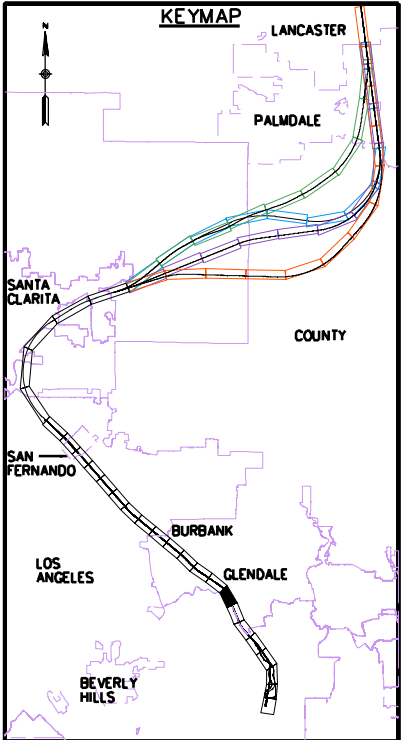 KEYMAP
N
LANCASTER
PALMDALE
SANTA
CLARITA
COUNTY
SAN
FERNANDO
BURBANK
LOS
ANGELES
GLENDALE
BEVERLY
HILLS